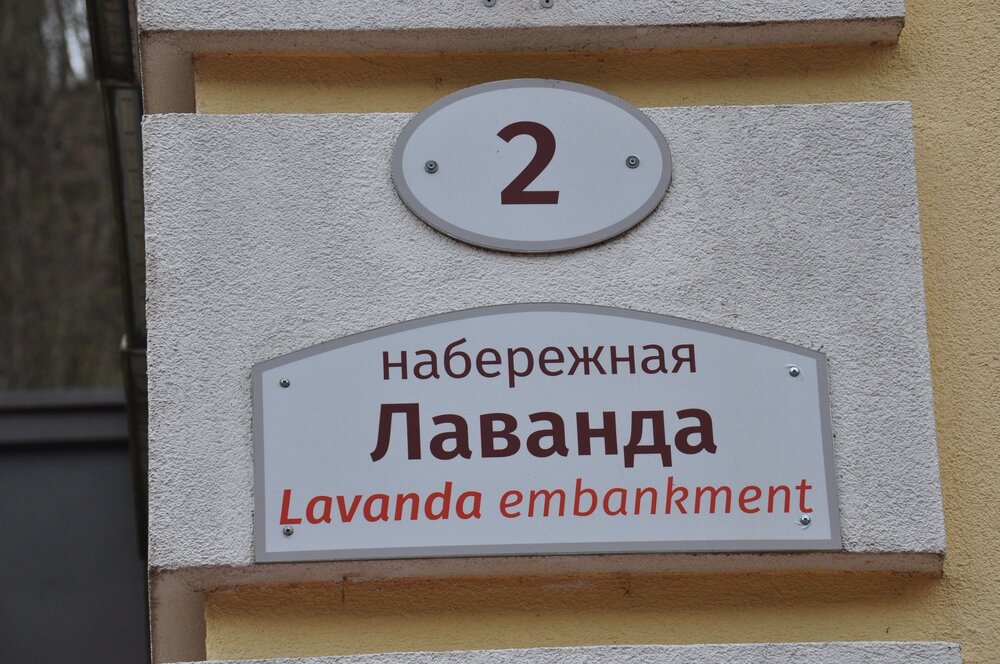 2
набережная
Лаванда
Lavanda embankment